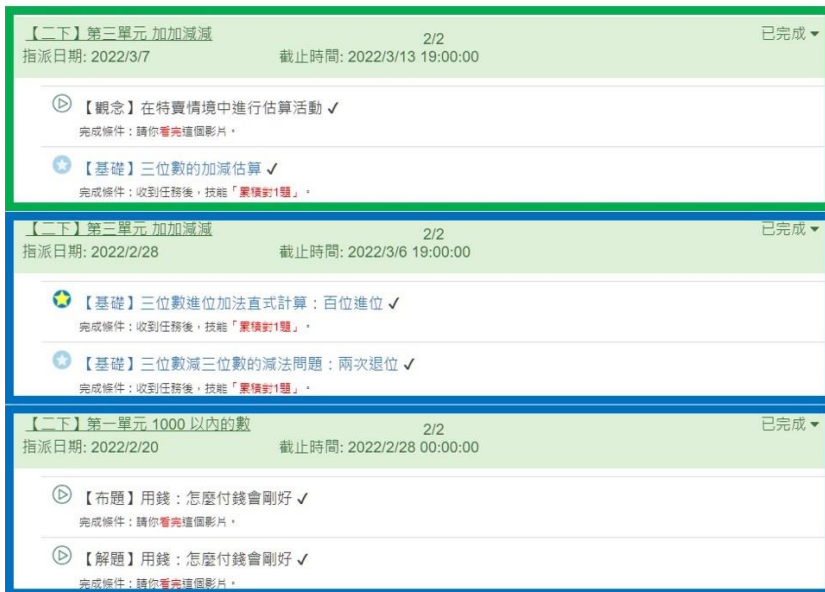 【二下】第三單元 加加減減 2/2 已完成
指派日期: 2022/3/7 截止時間: 2022/3/13 19:00:00
【觀念】在特賣情境中進行估算活動 ✓
完成條件:請你看完這個影片。
【基礎】三位數的加減估算 ✓
完成條件:收到任務後,技能「累積對1題」。
【二下】第三單元 加加減減 2/2 已完成
指派日期: 2022/2/28 截止時間: 2022/3/6 19:00:00
【基礎】三位數進位加法直式計算:百位進位 ✓
完成條件:收到任務後,技能「累積對1題」。
【基礎】三位數減三位數的減法問題:兩次退位 ✓
完成條件:收到任務後,技能「累積對1題」。
【二下】第一單元 1000 以內的數 2/2 已完成
指派日期: 2022/2/20 截止時間: 2022/2/28 00:00:00
【布題】用錢:怎麼付錢會剛好 ✓
完成條件:請你看完這個影片。
【解題】用錢:怎麼付錢會剛好 ✓
完成條件:請你看完這個影片。